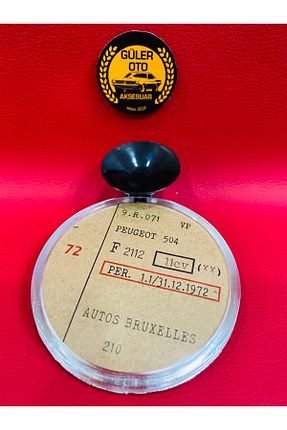 GÜLER
OTO
AKSESUAR
9.R.071 VP
PEUGEOT 504
72
F 2112 11cv (xx)
PER. 1.1/31.12.1972
AUTOS BRUXELLES
210